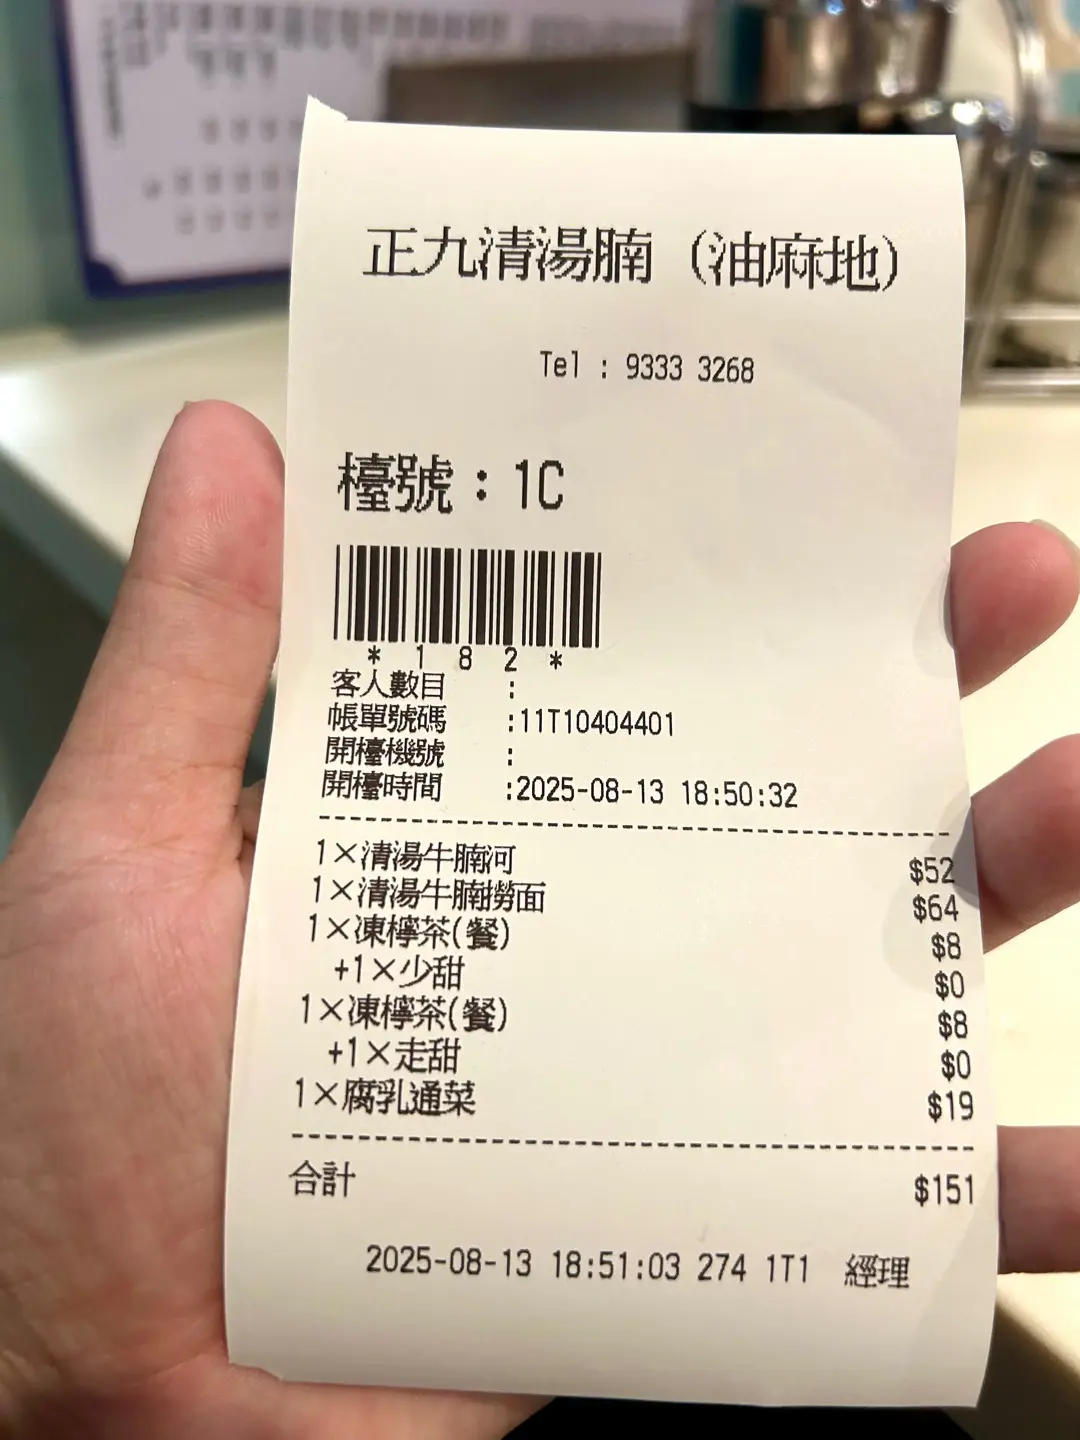 正九清湯腩（油麻地）
Tel : 9333 3268
檯號：1C
*182*
客人數目 :
帳單號碼 :11T10404401
開檯機號 :
開檯時間 :2025-08-13 18:50:32
1×清湯牛腩河 $52
1×清湯牛腩撈面 $64
1×凍檸茶(餐) $8
+1×少甜 $0
1×凍檸茶(餐) $8
+1×走甜 $0
1×腐乳通菜 $19
合計 $151
2025-08-13 18:51:03 274 1T1 經理